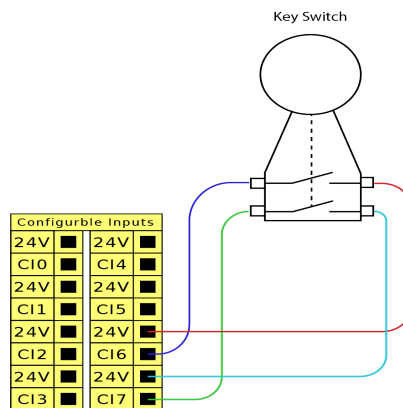 Key Switch
Configurble Inputs
24V 24V
CI0 CI4
24V 24V
CI1 CI5
24V 24V
CI2 CI6
24V 24V
CI3 CI7